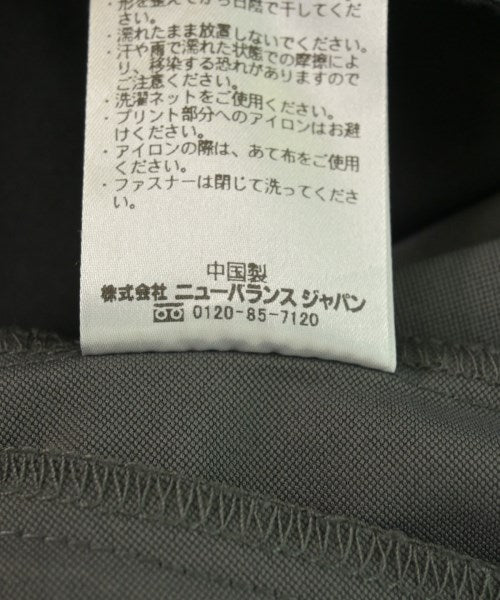 ・形を整えてから日陰で干してくだ
さい。
・濡れたまま放置しないでください。
・汗や雨で濡れた状態での摩擦によ
り、移染する恐れがありますので
ご注意ください。
・洗濯ネットをご使用ください。
・プリント部分へのアイロンはお避
けください。
・アイロンの際は、あて布をご使用
ください。
・ファスナーは閉じて洗ってくださ
い。
中国製
株式会社 ニューバランス ジャパン
0120-85-7120